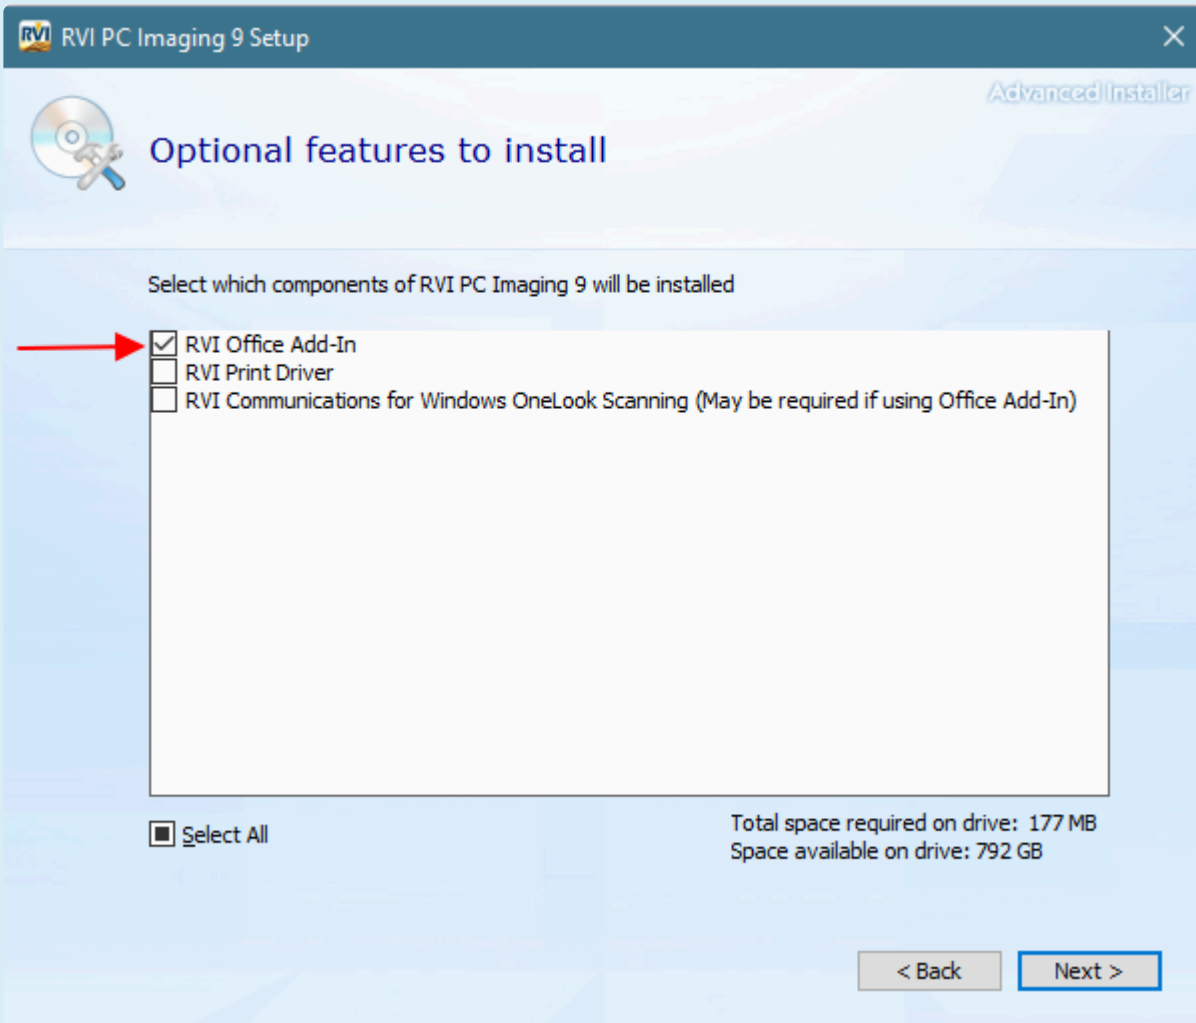 RVI RVI PC Imaging 9 Setup
Advanced Installer
Optional features to install
Select which components of RVI PC Imaging 9 will be installed
RVI Office Add-In
RVI Print Driver
RVI Communications for Windows OneLook Scanning (May be required if using Office Add-In)
Select All
Total space required on drive: 177 MB
Space available on drive: 792 GB
< Back Next >